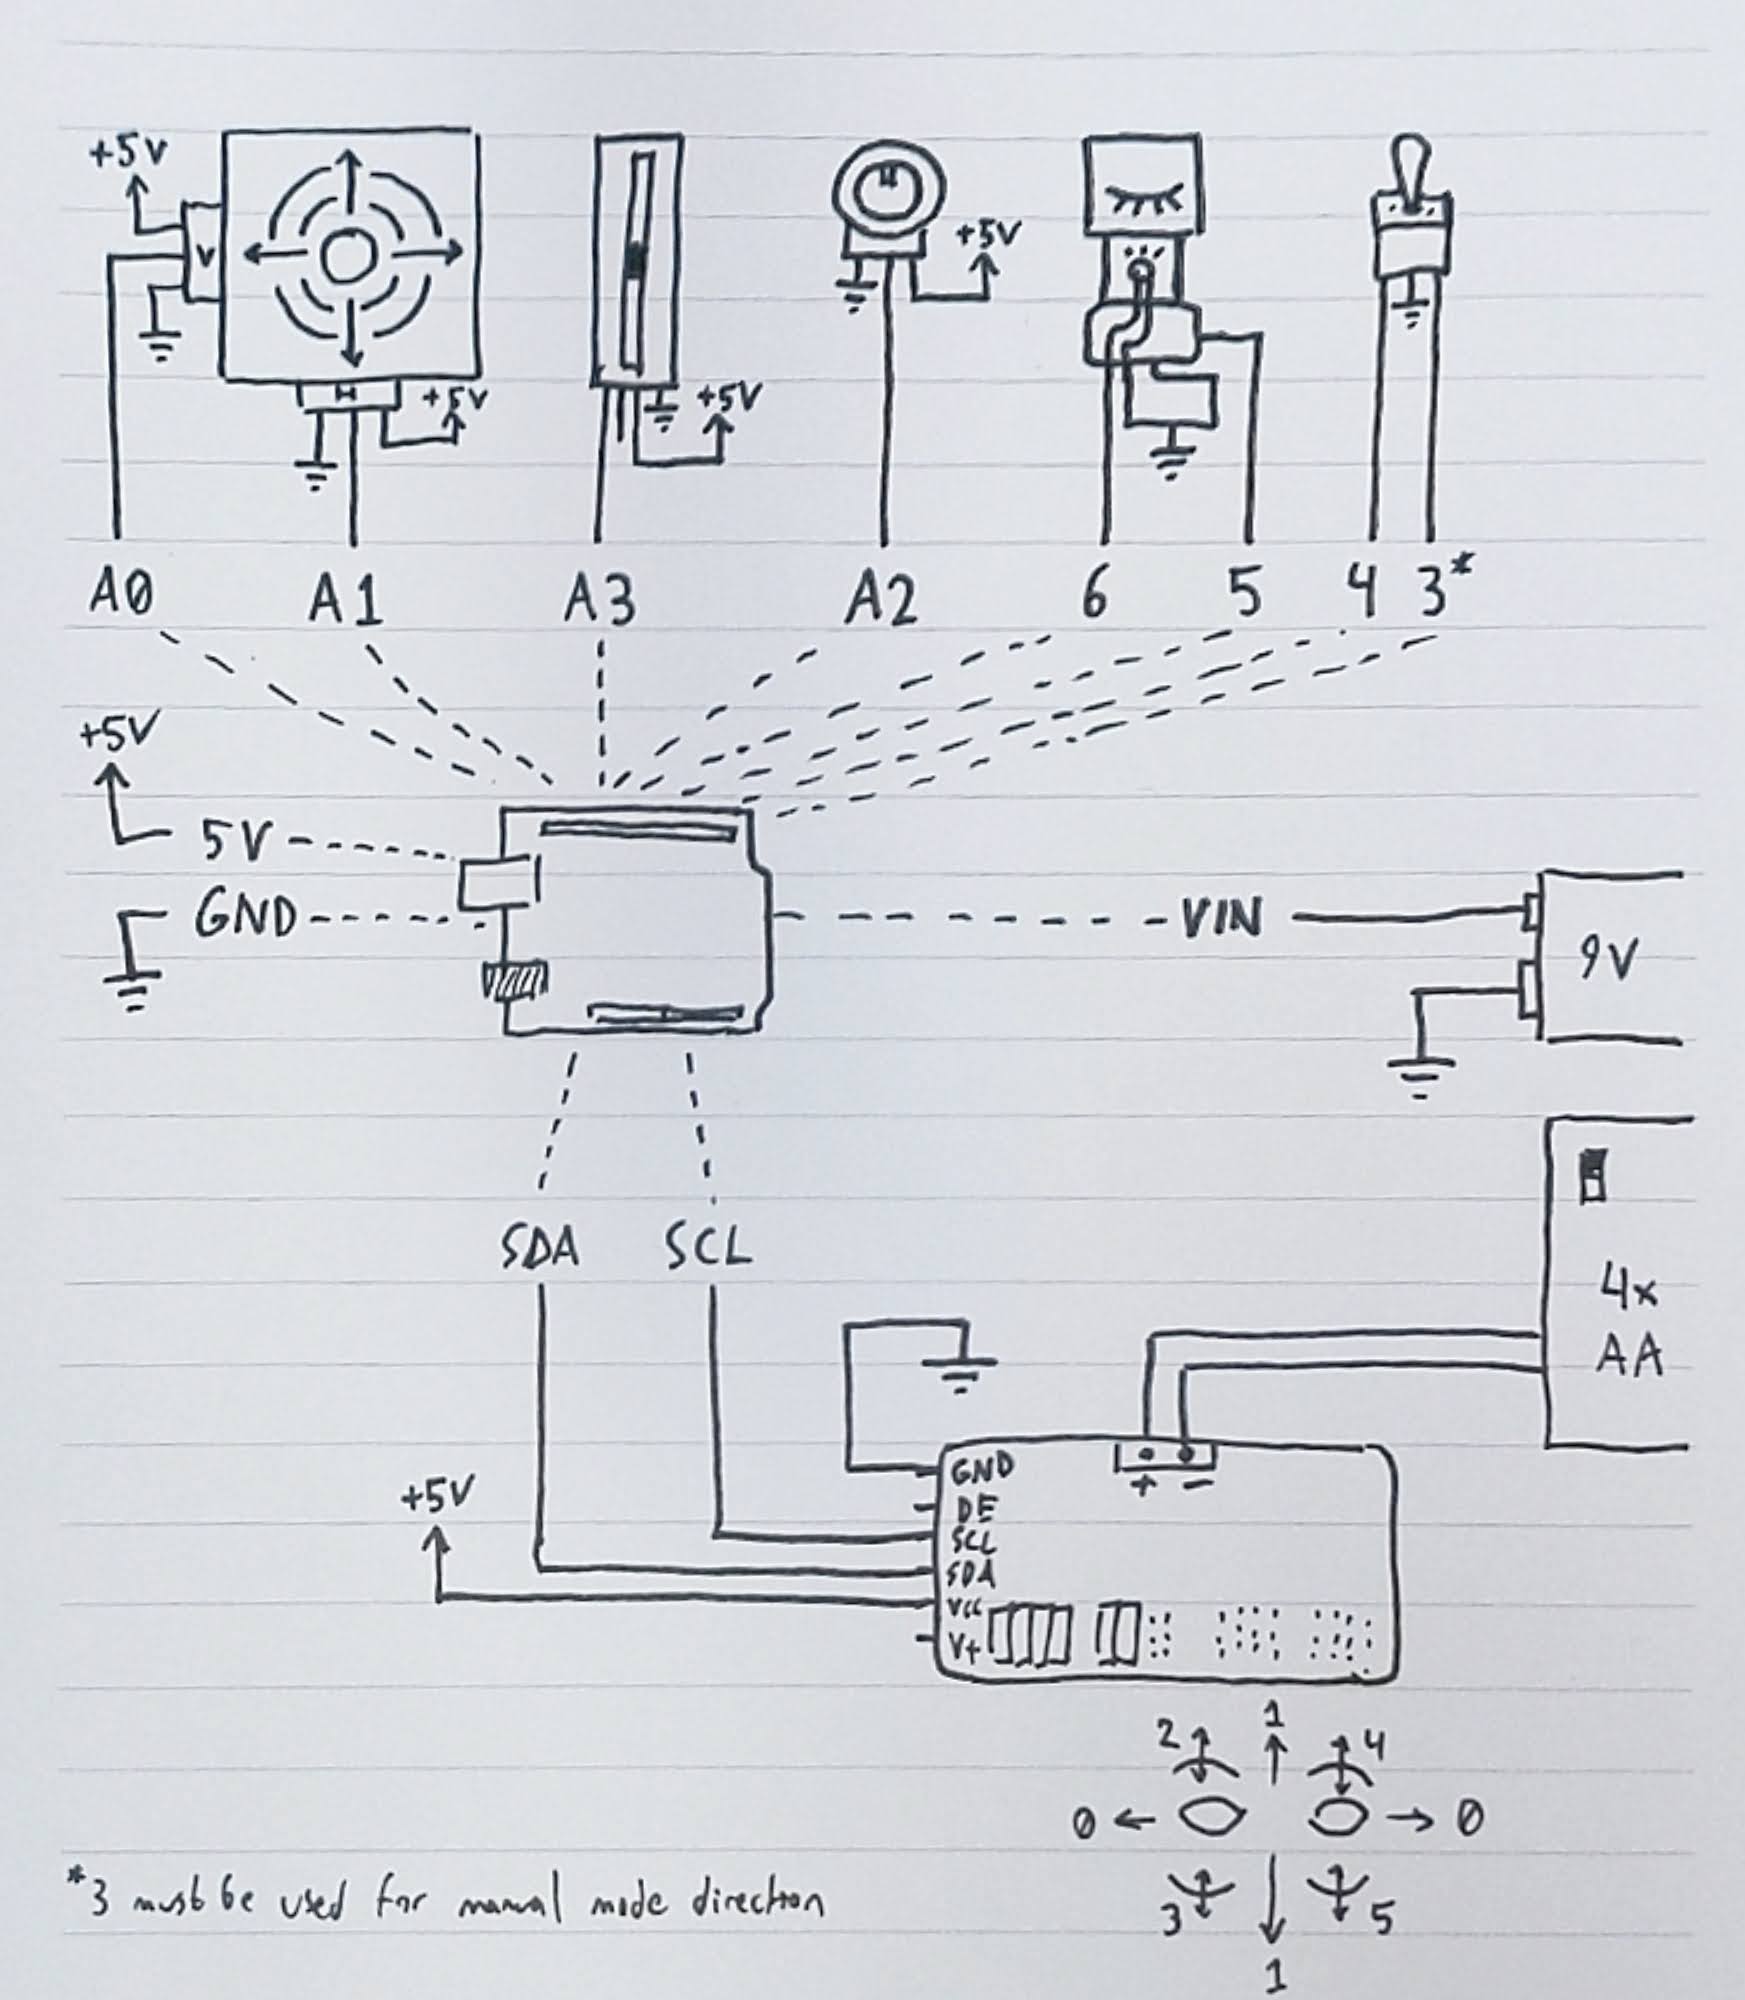 +5V
V
H
+5V
+5V
+5V
A0 A1 A3 A2 6 5 4 3*
+5V
5V
GND
VIN
9V
SDA SCL
4x
AA
+5V
GND
DE
SCL
SDA
VCC
V+
+ -
1
2 4
0 0
3 5
1
*3 must be used for manual mode direction